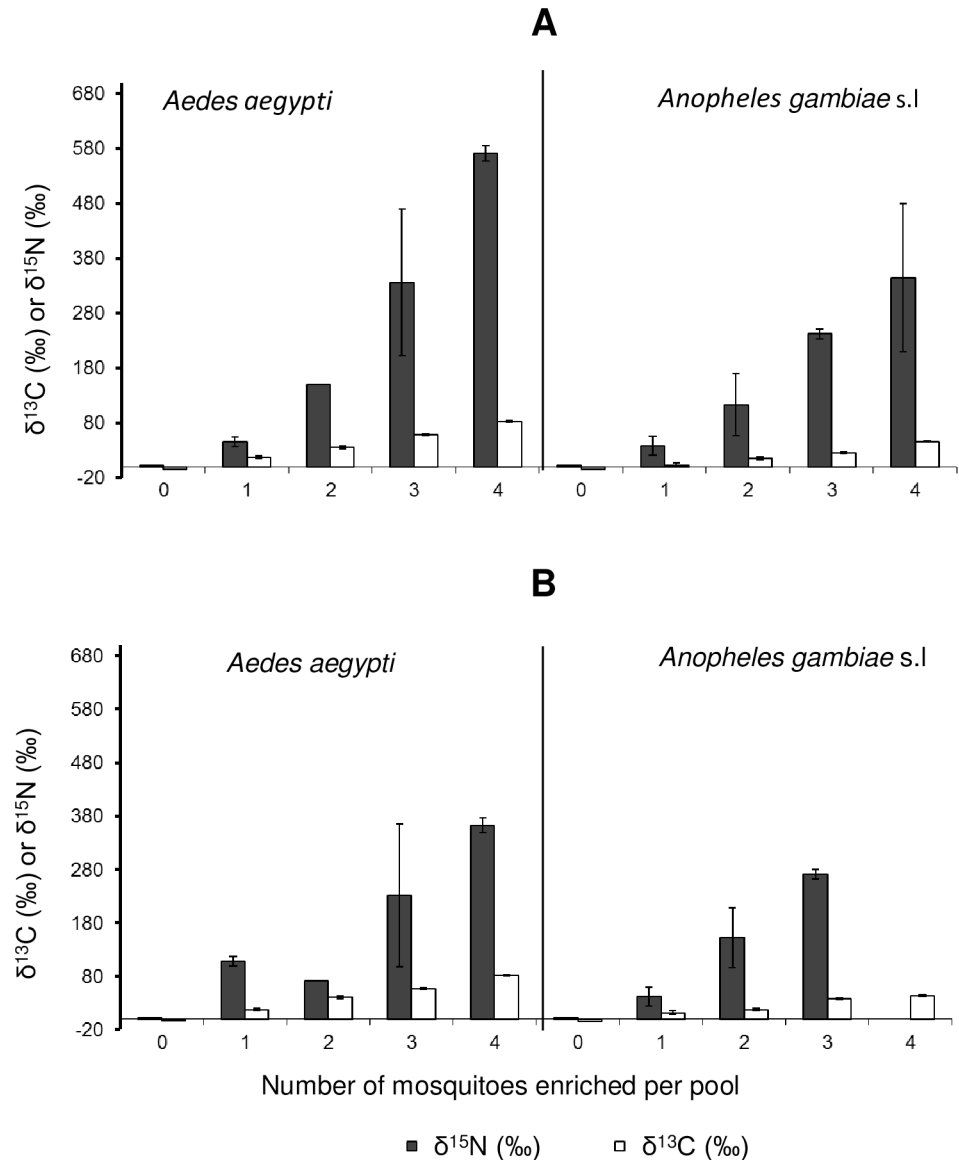 A
Aedes aegypti
Anopheles gambiae s.l
680
580
480
380
280
180
80
-20
δ¹³C (‰) or δ¹⁵N (‰)
0 1 2 3 4 0 1 2 3 4
B
Aedes aegypti
Anopheles gambiae s.l
680
580
480
380
280
180
80
-20
δ¹³C (‰) or δ¹⁵N (‰)
0 1 2 3 4 0 1 2 3 4
Number of mosquitoes enriched per pool
δ¹⁵N (‰) δ¹³C (‰)